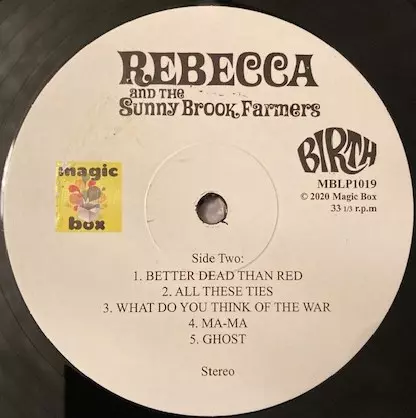 REBECCA
AND THE
Sunny Brook Farmers
BIRTH
magic
box
MBLP1019
© 2020 Magic Box
33 1/3 r.p.m
Side Two:
1. BETTER DEAD THAN RED
2. ALL THESE TIES
3. WHAT DO YOU THINK OF THE WAR
4. MA-MA
5. GHOST
Stereo